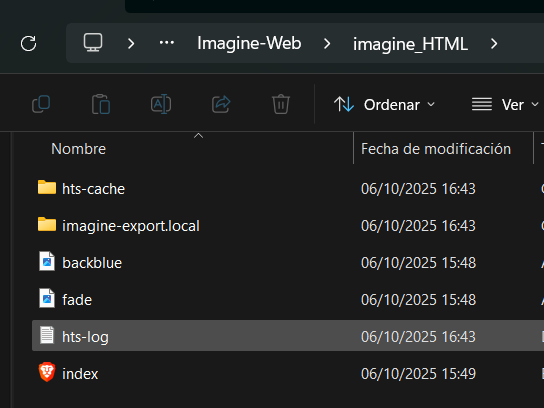 Imagine-Web > imagine_HTML >
Ordenar Ver
Nombre Fecha de modificación
hts-cache 06/10/2025 16:43
imagine-export.local 06/10/2025 16:43
backblue 06/10/2025 15:48
fade 06/10/2025 15:48
hts-log 06/10/2025 16:43
index 06/10/2025 15:49